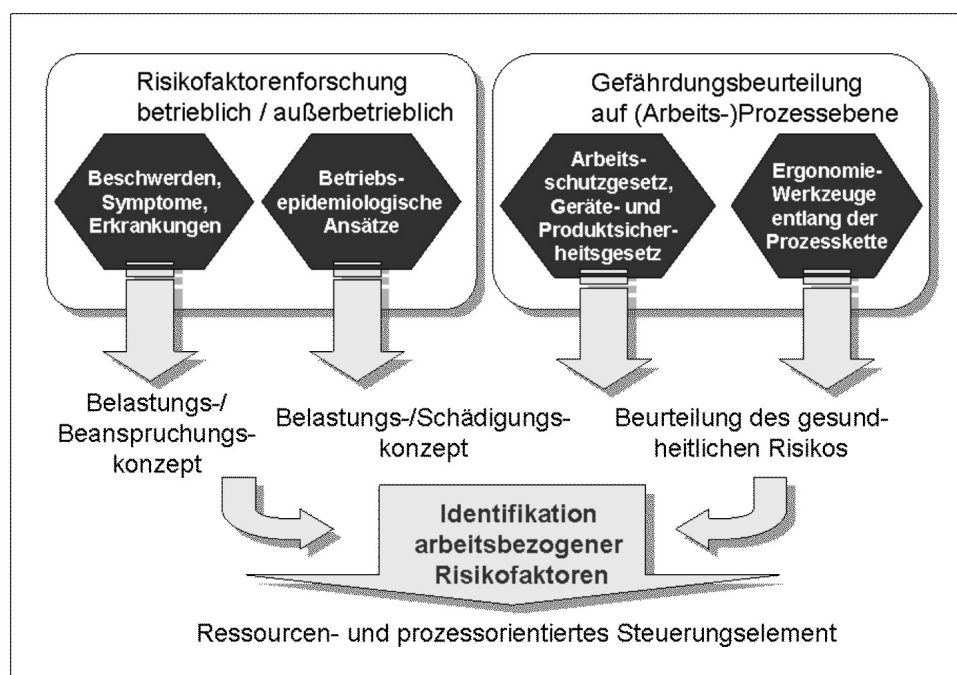 Risikofaktorenforschung
betrieblich / außerbetrieblich
Beschwerden,
Symptome,
Erkrankungen
Betriebs-
epidemiologische
Ansätze
Gefährdungsbeurteilung
auf (Arbeits-)Prozessebene
Arbeits-
schutzgesetz,
Geräte- und
Produktsicher-
heitsgesetz
Ergonomie-
Werkzeuge
entlang der
Prozesskette
Belastungs-/
Beanspruchungs-
konzept
Belastungs-/Schädigungs-
konzept
Beurteilung des gesund-
heitlichen Risikos
Identifikation
arbeitsbezogener
Risikofaktoren
Ressourcen- und prozessorientiertes Steuerungselement